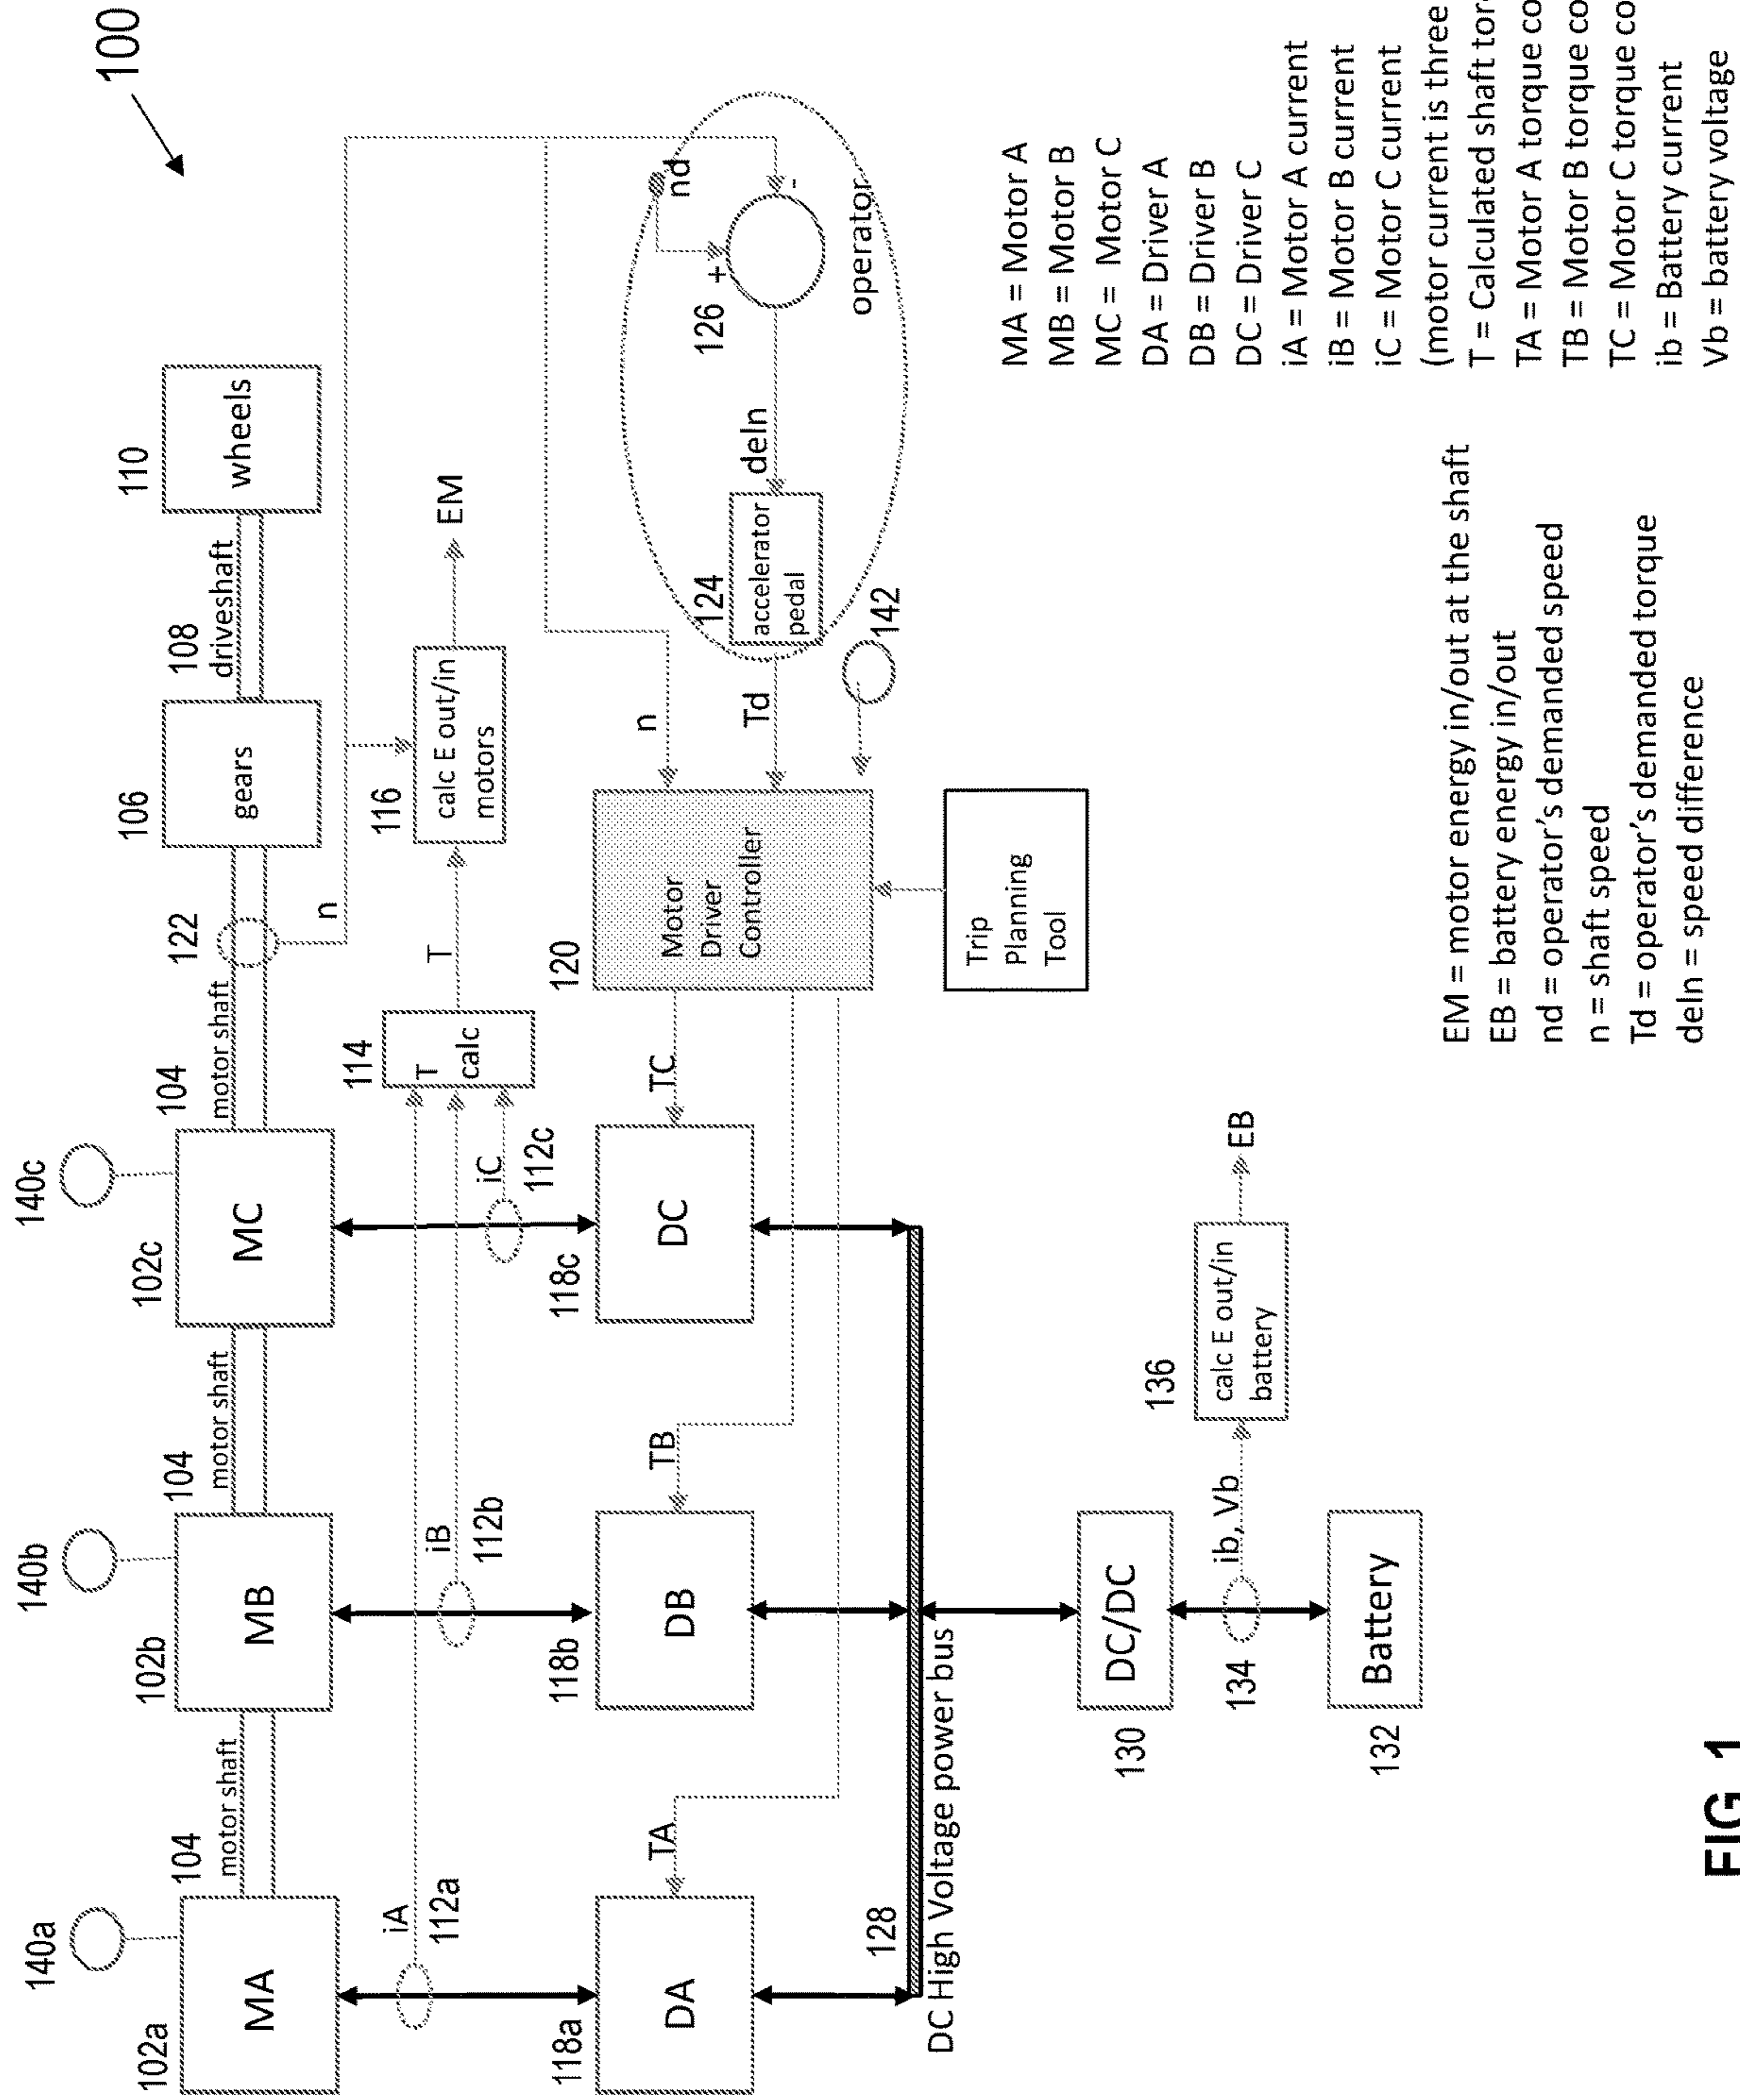 100
140a
140b
140c
102a
MA
104
motor shaft
102b
MB
104
motor shaft
102c
MC
104
motor shaft
122
n
106
gears
108
driveshaft
110
wheels
iA
112a
iB
112b
iC
112c
114
T
calc
T
116
calc E out/in
motors
EM
118a
DA
TA
118b
DB
TB
118c
DC
TC
120
Motor
Driver
Controller
n
Td
142
124
accelerator
pedal
deln
126
+
-
nd
operator
Trip
Planning
Tool
128
DC High Voltage power bus
130
DC/DC
134
ib, Vb
136
calc E out/in
battery
EB
132
Battery
MA = Motor A
MB = Motor B
MC = Motor C
DA = Driver A
DB = Driver B
DC = Driver C
iA = Motor A current
iB = Motor B current
iC = Motor C current
(motor current is three
T = Calculated shaft tor
TA = Motor A torque co
TB = Motor B torque co
TC = Motor C torque co
ib = Battery current
Vb = battery voltage
EM = motor energy in/out at the shaft
EB = battery energy in/out
nd = operator's demanded speed
n = shaft speed
Td = operator's demanded torque
deln = speed difference
FIG. 1